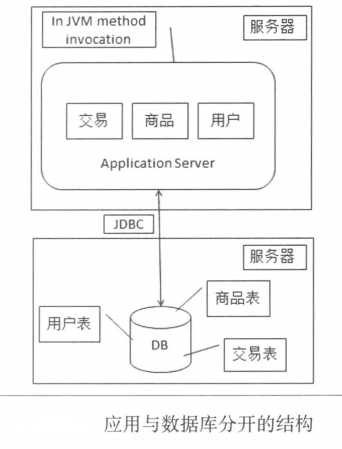 In JVM method
invocation
服务器
交易
商品
用户
Application Server
JDBC
服务器
商品表
用户表
DB
交易表
应用与数据库分开的结构